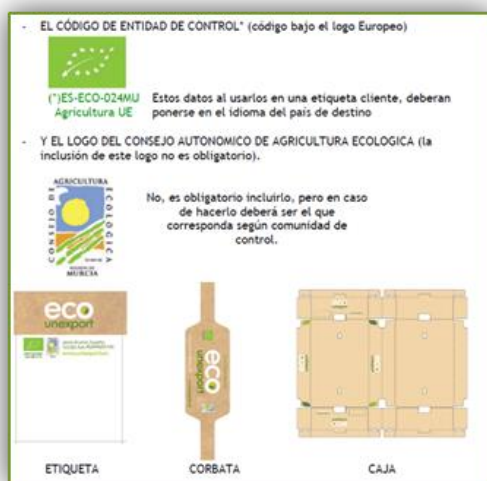 - EL CÓDIGO DE ENTIDAD DE CONTROL* (código bajo el logo Europeo)
(*)ES-ECO-024MU
Agricultura UE
Estos datos al usarlos en una etiqueta cliente, deberan
ponerse en el idioma del país de destino
- Y EL LOGO DEL CONSEJO AUTONOMICO DE AGRICULTURA ECOLOGICA (la
inclusión de este logo no es obligatorio).
CONSEJO DE
AGRICULTURA
ECOLOGICA
REGIÓN DE
MURCIA
No, es obligatorio incluirlo, pero en caso
de hacerlo deberá ser el que
corresponda según comunidad de
control.
eco
unexport
eco
unexport
ETIQUETA
CORBATA
CAJA